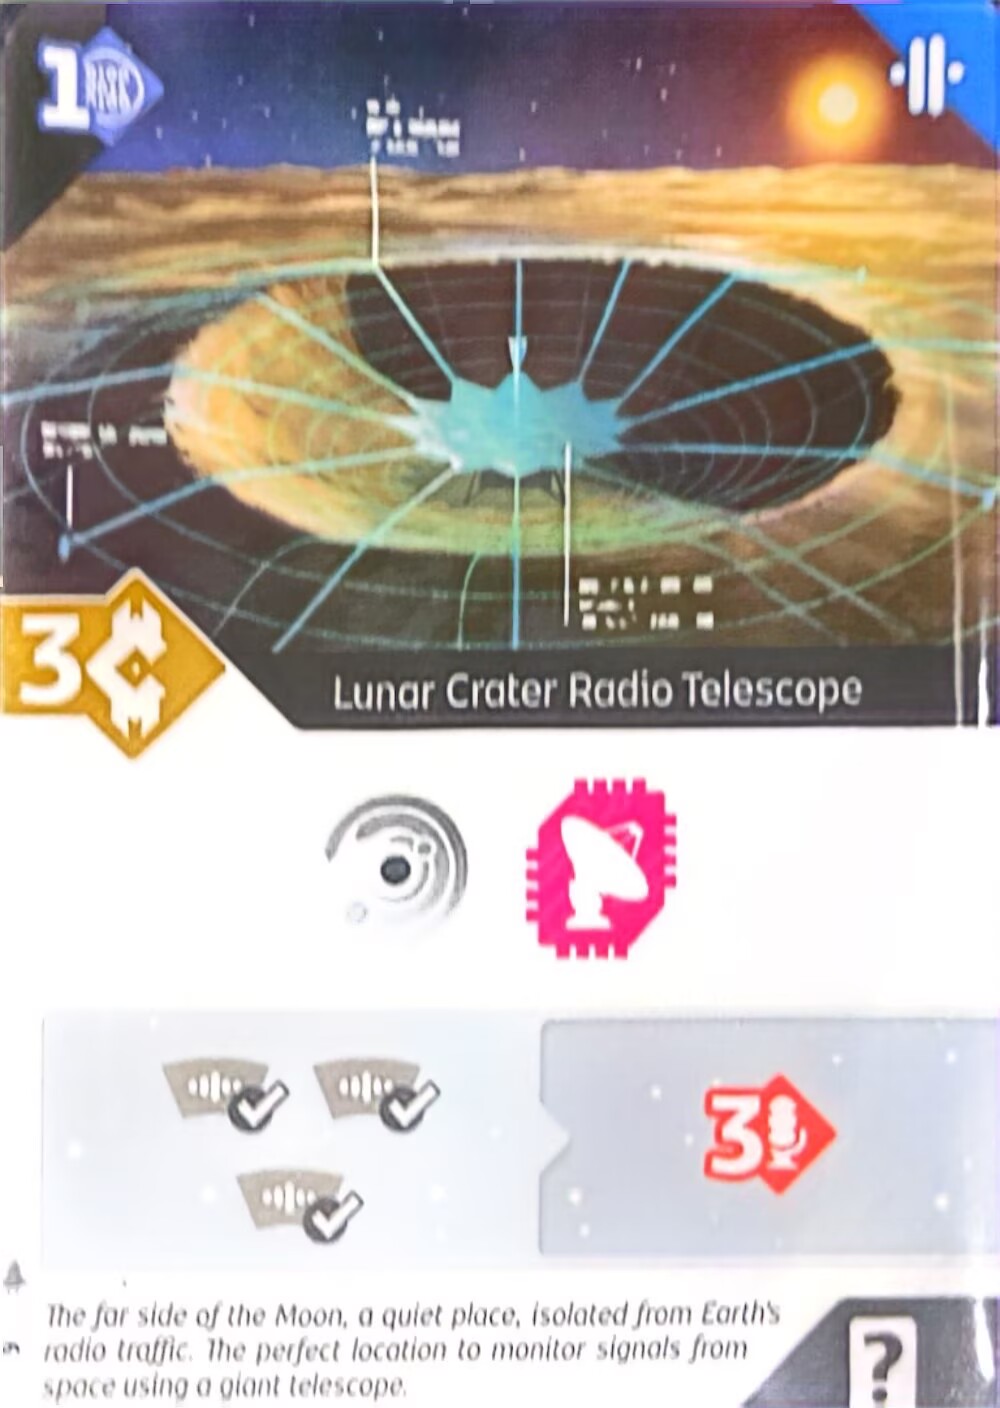 1
3
Lunar Crater Radio Telescope
3
The far side of the Moon, a quiet place, isolated from Earth's
radio traffic. The perfect location to monitor signals from
space using a giant telescope.
?